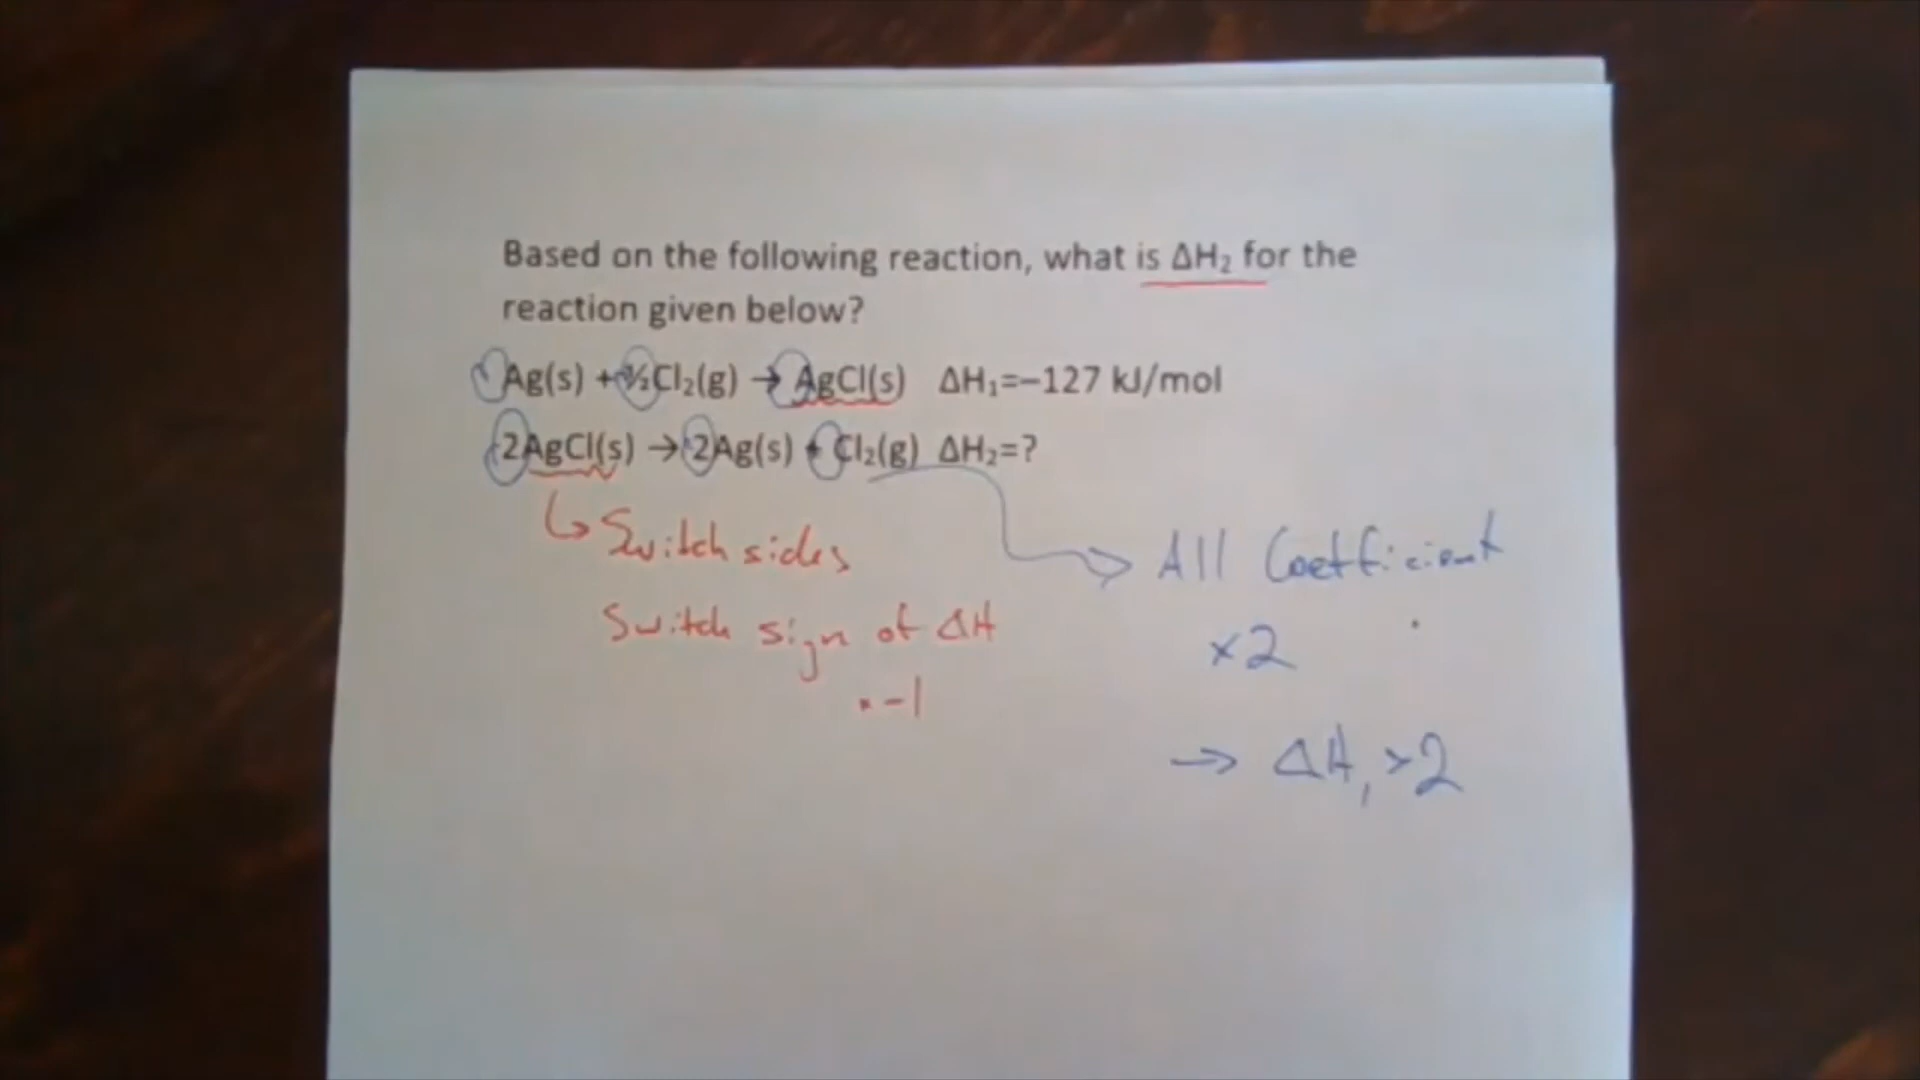 Based on the following reaction, what is ΔH₂ for the
reaction given below?
Ag(s) + ½Cl₂(g) → AgCl(s) ΔH₁=−127 kJ/mol
2AgCl(s) → 2Ag(s) + Cl₂(g) ΔH₂=?
↳ Switch sides
Switch sign of ΔH
× -1
All Coefficient
×2
→ ΔH₁ ×2